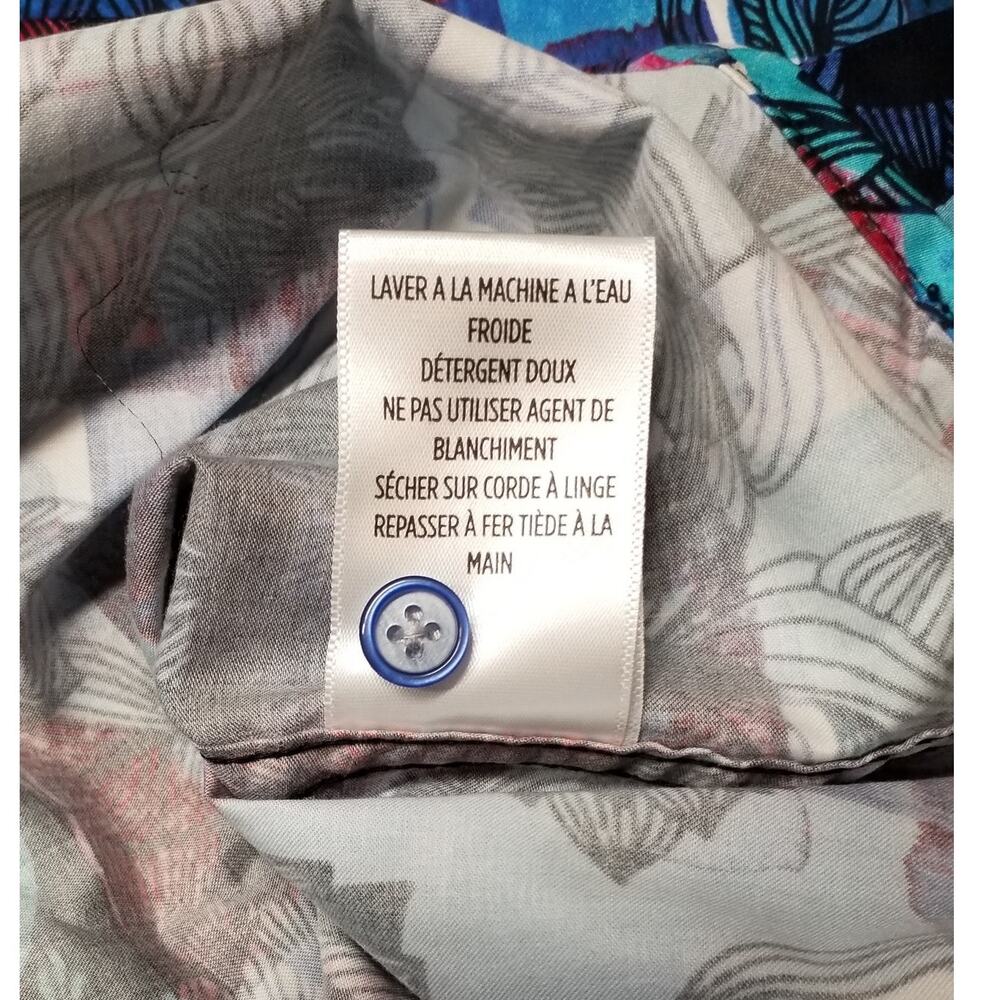 LAVER A LA MACHINE A L'EAU
FROIDE
DÉTERGENT DOUX
NE PAS UTILISER AGENT DE
BLANCHIMENT
SÉCHER SUR CORDE À LINGE
REPASSER À FER TIÈDE À LA
MAIN